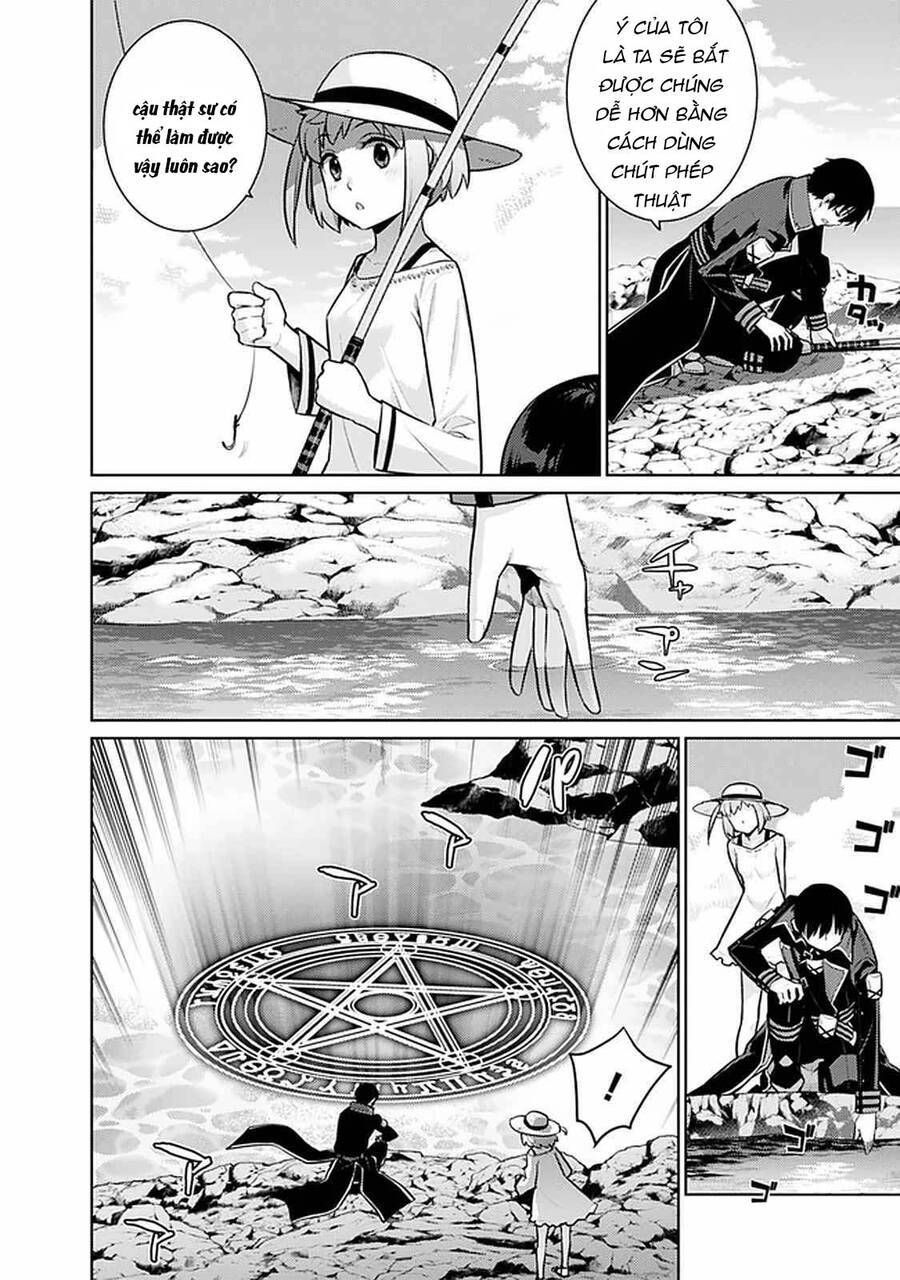 Ý CỦA TÔI
LÀ TA SẼ BẮT
ĐƯỢC CHÚNG
DỄ HƠN BẰNG
CÁCH DÙNG
CHÚT PHÉP
THUẬT
cậu thật sự có
thể làm được
vậy luôn sao?
カタッ
チャ
プ
ゴ
ゴ
ゴ
ゴ
ゴ
パ
ア
ア
ア
ア
!